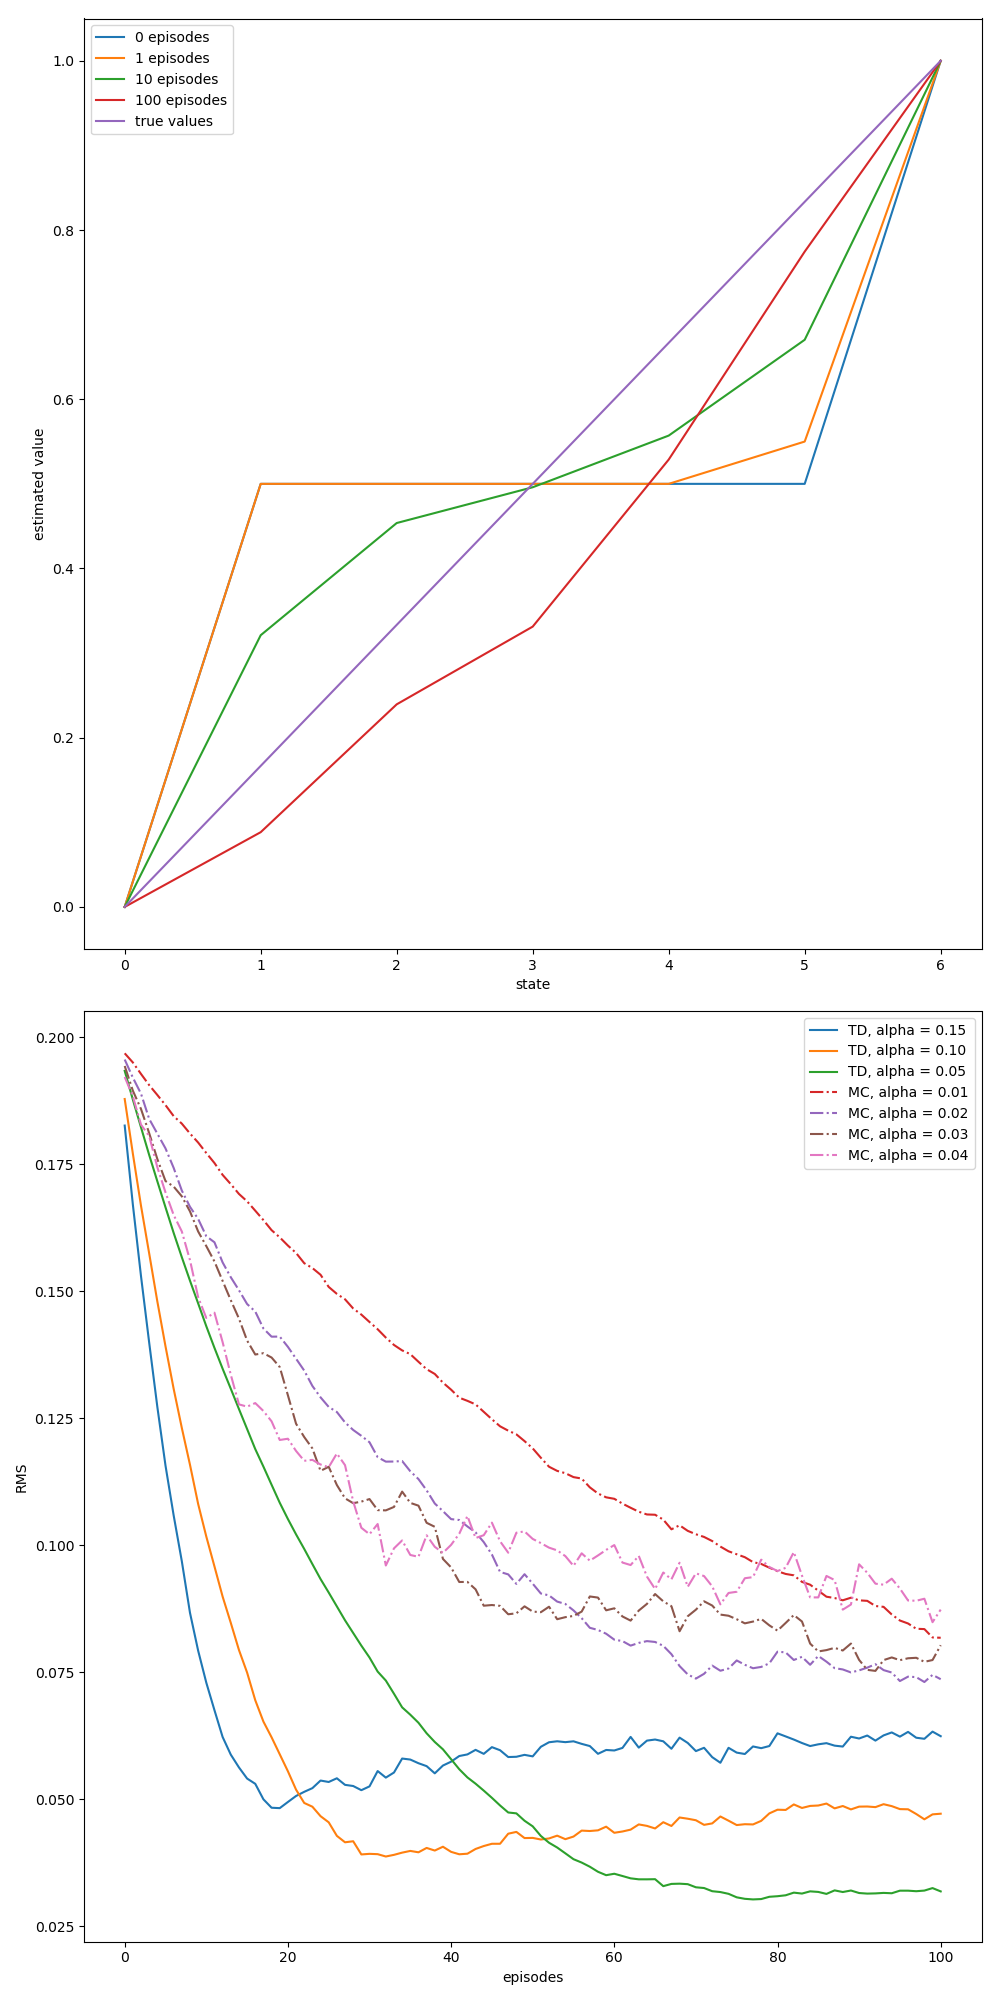 0 episodes
1 episodes
10 episodes
100 episodes
true values
1.0
0.8
0.6
0.4
0.2
0.0
estimated value
0 1 2 3 4 5 6
state
TD, alpha = 0.15
TD, alpha = 0.10
TD, alpha = 0.05
MC, alpha = 0.01
MC, alpha = 0.02
MC, alpha = 0.03
MC, alpha = 0.04
0.200
0.175
0.150
0.125
0.100
0.075
0.050
0.025
RMS
0 20 40 60 80 100
episodes